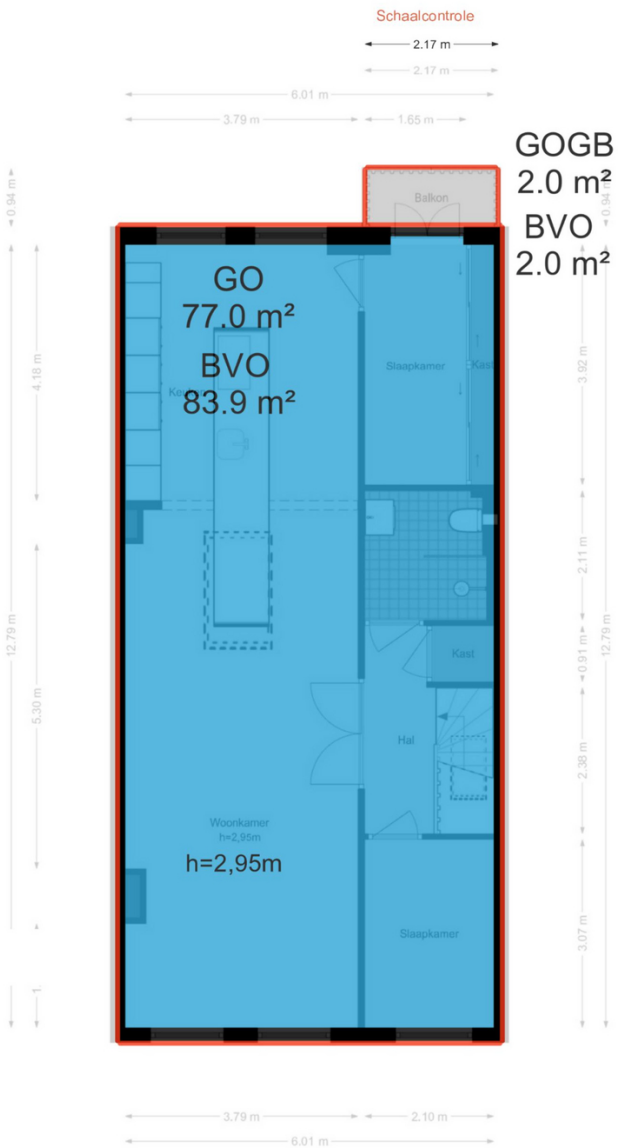 Schaalcontrole
2.17 m
2.17 m
6.01 m
3.79 m
1.65 m
GOGB
2.0 m²
BVO
2.0 m²
0.94 m
0.94 m
Balkon
GO
77.0 m²
BVO
83.9 m²
Slaapkamer
Kast
4.18 m
3.92 m
2.11 m
12.79 m
12.79 m
5.30 m
0.91 m
Kast
Hal
2.38 m
Woonkamer
h=2,95m
h=2,95m
Slaapkamer
3.07 m
1
3.79 m
2.10 m
6.01 m